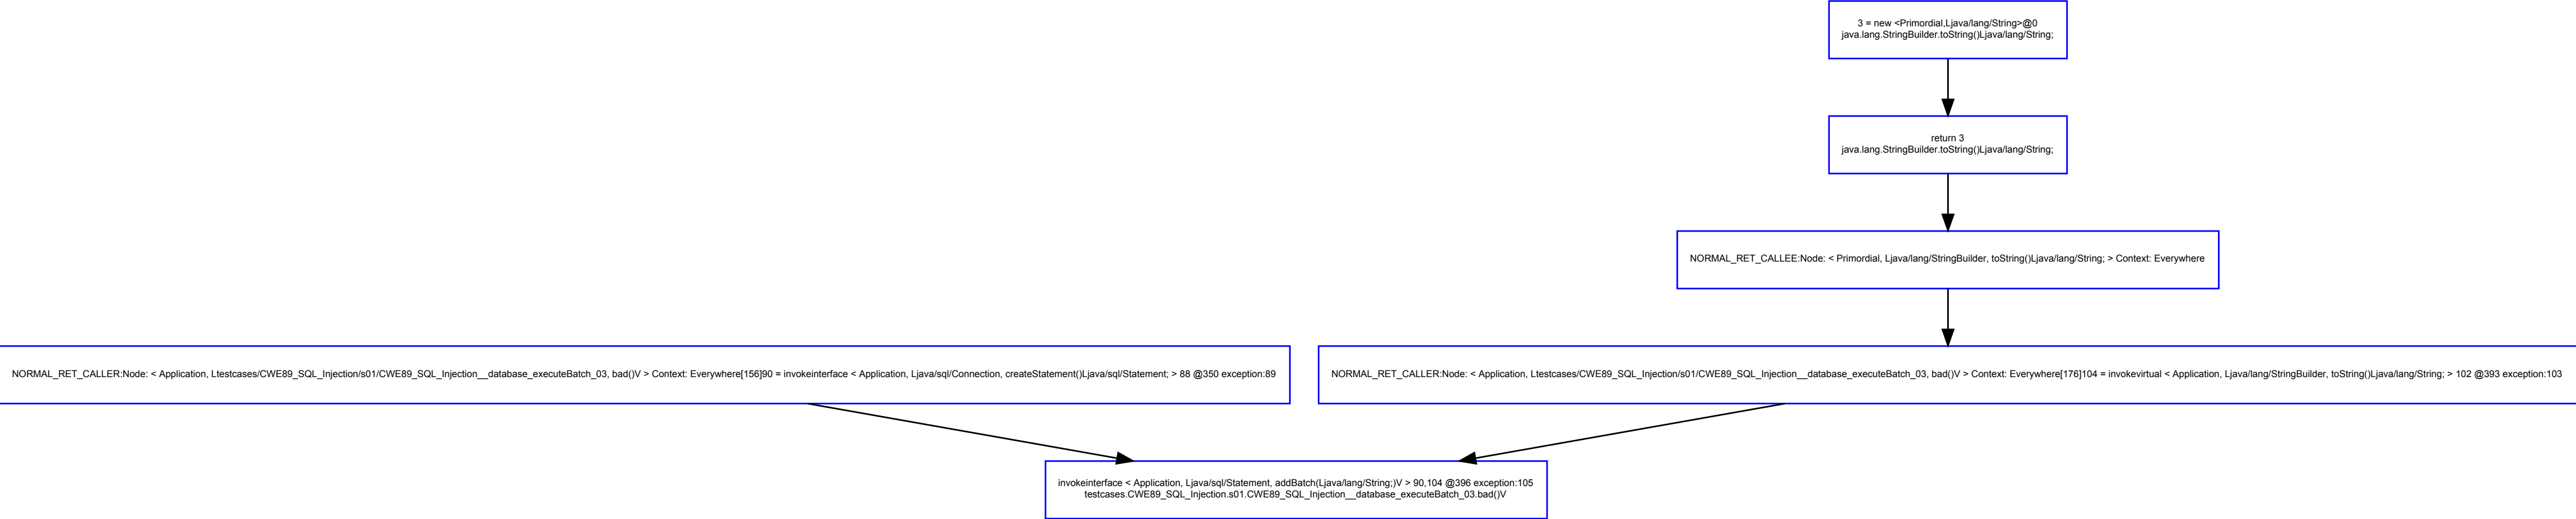 3 = new <Primordial,Ljava/lang/String>@0
java.lang.StringBuilder.toString()Ljava/lang/String;
return 3
java.lang.StringBuilder.toString()Ljava/lang/String;
NORMAL_RET_CALLEE:Node: < Primordial, Ljava/lang/StringBuilder, toString()Ljava/lang/String; > Context: Everywhere
NORMAL_RET_CALLER:Node: < Application, Ltestcases/CWE89_SQL_Injection/s01/CWE89_SQL_Injection__database_executeBatch_03, bad()V > Context: Everywhere[156]90 = invokeinterface < Application, Ljava/sql/Connection, createStatement()Ljava/sql/Statement; > 88 @350 exception:89
NORMAL_RET_CALLER:Node: < Application, Ltestcases/CWE89_SQL_Injection/s01/CWE89_SQL_Injection__database_executeBatch_03, bad()V > Context: Everywhere[176]104 = invokevirtual < Application, Ljava/lang/StringBuilder, toString()Ljava/lang/String; > 102 @393 exception:103
invokeinterface < Application, Ljava/sql/Statement, addBatch(Ljava/lang/String;)V > 90,104 @396 exception:105
testcases.CWE89_SQL_Injection.s01.CWE89_SQL_Injection__database_executeBatch_03.bad()V